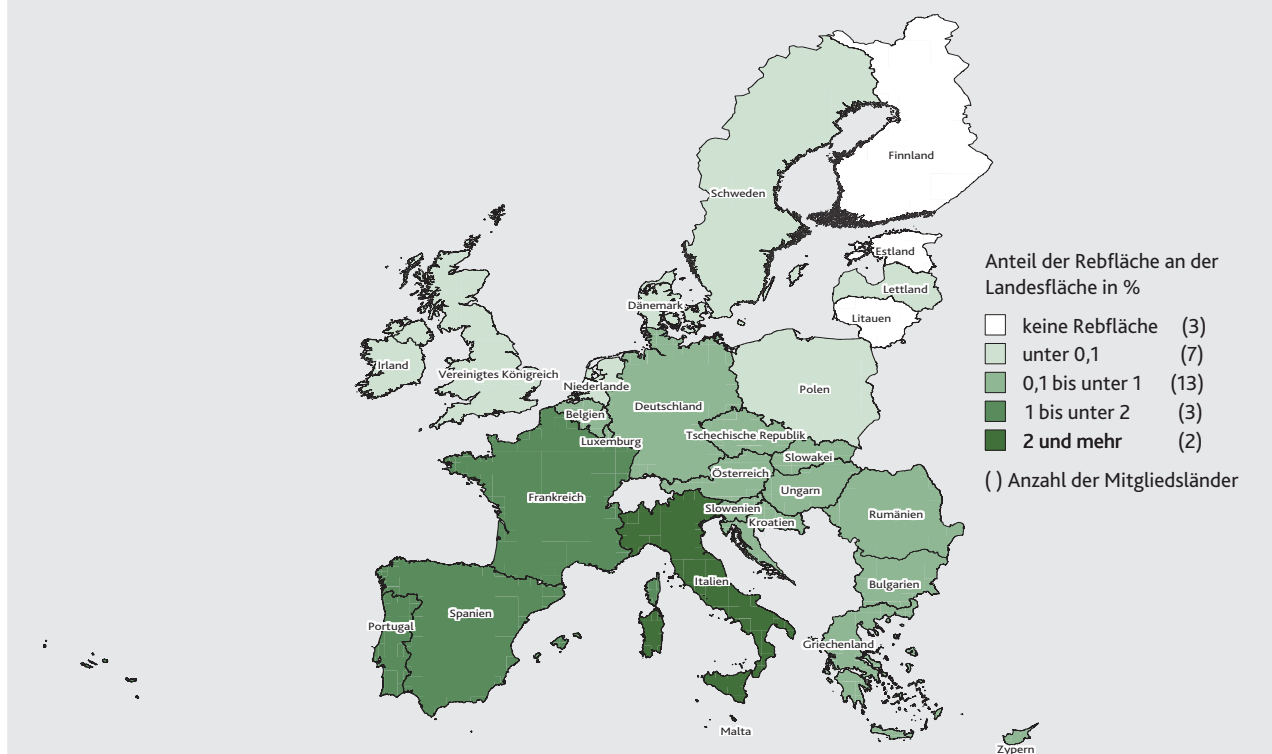 Finnland
Schweden
Estland
Lettland
Dänemark
Litauen
Irland
Vereinigtes Königreich
Niederlande
Polen
Deutschland
Belgien
Tschechische Republik
Luxemburg
Slowakei
Österreich
Ungarn
Frankreich
Slowenien
Rumänien
Kroatien
Italien
Bulgarien
Spanien
Portugal
Griechenland
Malta
Zypern
Anteil der Rebfläche an der
Landesfläche in %
keine Rebfläche (3)
unter 0,1 (7)
0,1 bis unter 1 (13)
1 bis unter 2 (3)
2 und mehr (2)
( ) Anzahl der Mitgliedsländer